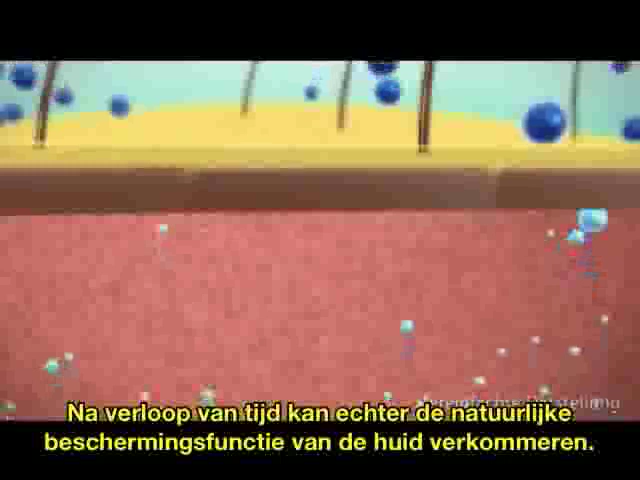 Na verloop van tijd kan echter de natuurlijke
beschermingsfunctie van de huid verkommeren.